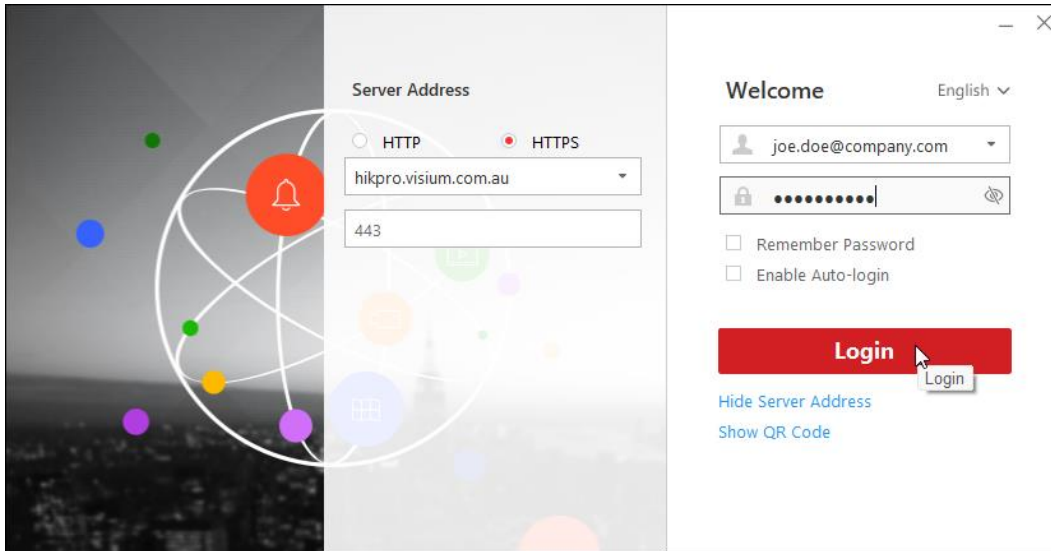 Server Address
HTTP HTTPS
hikpro.visium.com.au
443
Welcome English
joe.doe@company.com
●●●●●●●●●●
Remember Password
Enable Auto-login
Login
Login
Hide Server Address
Show QR Code